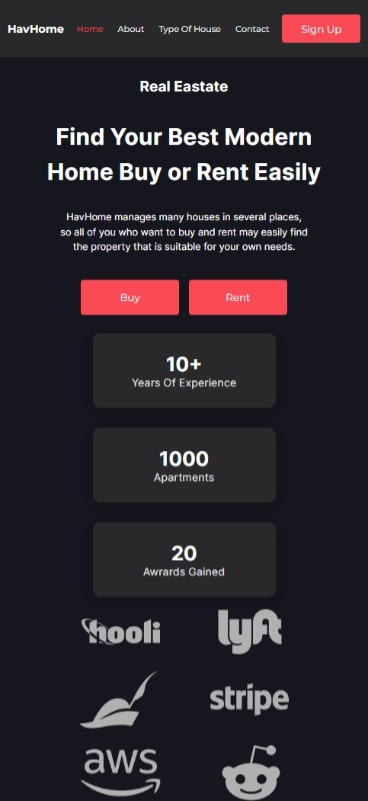 HavHome Home About Type Of House Contact Sign Up
Real Eastate
Find Your Best Modern
Home Buy or Rent Easily
HavHome manages many houses in several places,
so all of you who want to buy and rent may easily find
the property that is suitable for your own needs.
Buy Rent
10+
Years Of Experience
1000
Apartments
20
Awrards Gained
hooli lyft
stripe
aws